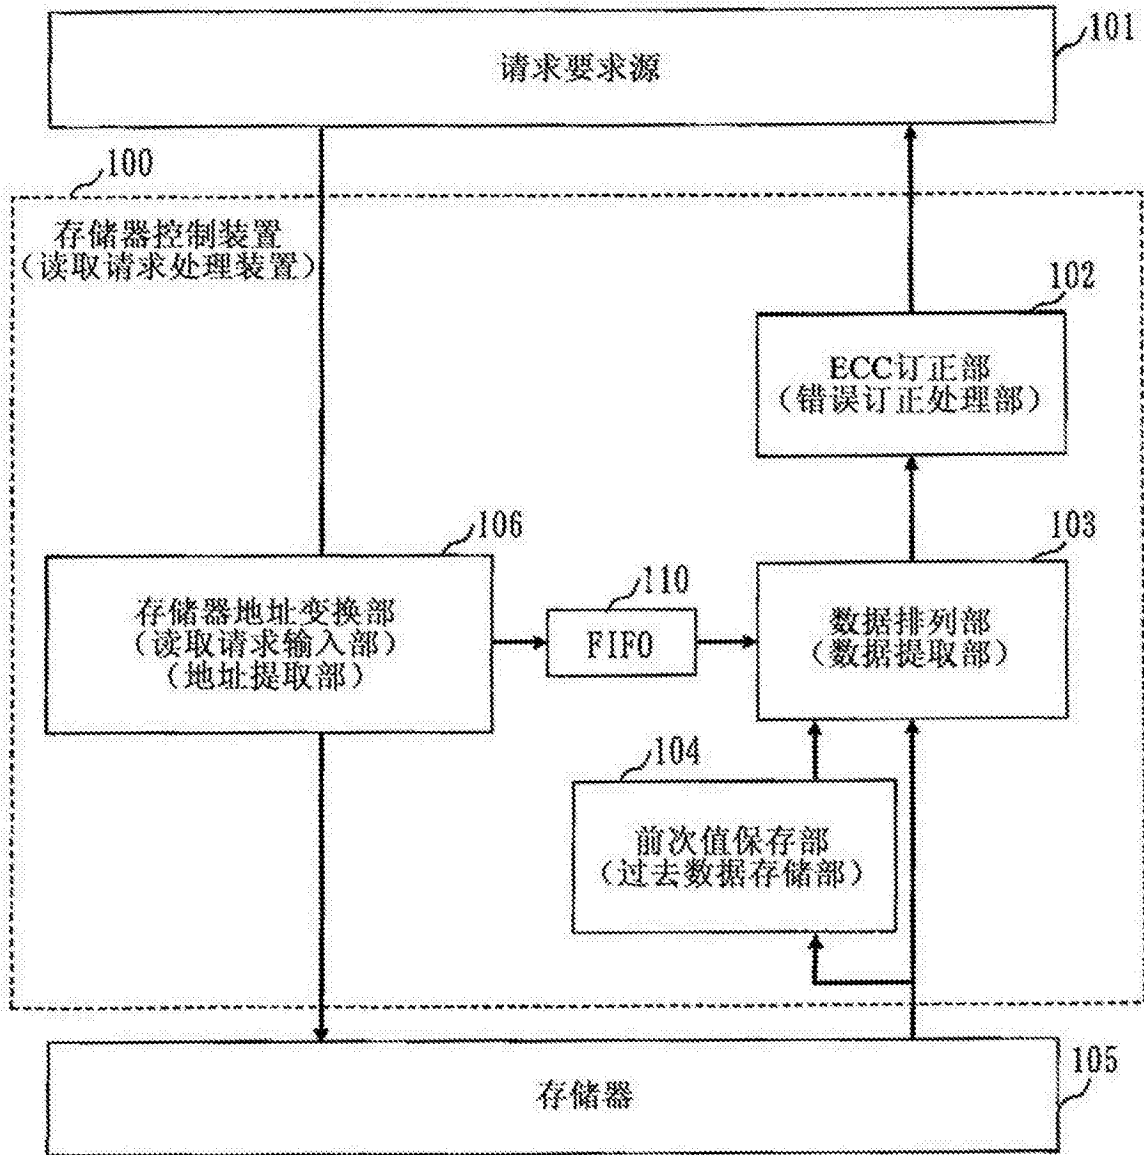 请求要求源
101
100
存储器控制装置
（读取请求处理装置）
102
ECC订正部
（错误订正处理部）
106
存储器地址变换部
（读取请求输入部）
（地址提取部）
110
FIFO
103
数据排列部
（数据提取部）
104
前次值保存部
（过去数据存储部）
存储器
105